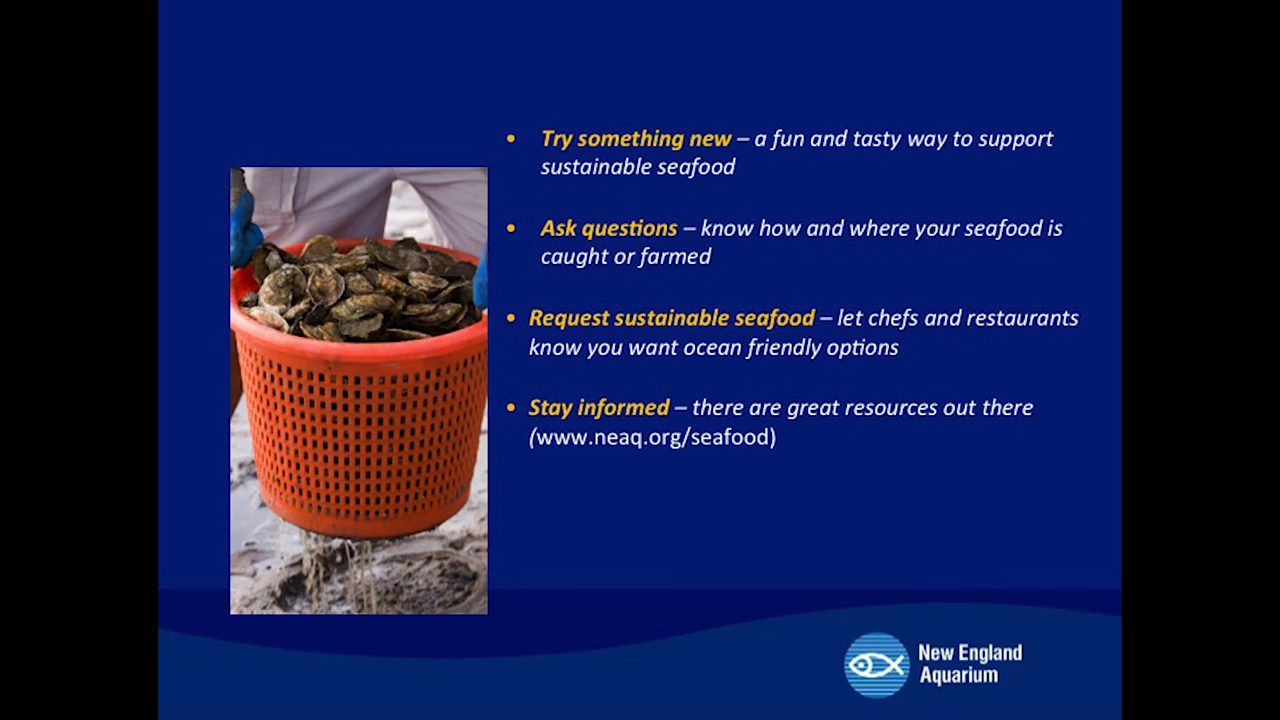 • Try something new – a fun and tasty way to support
sustainable seafood
• Ask questions – know how and where your seafood is
caught or farmed
• Request sustainable seafood – let chefs and restaurants
know you want ocean friendly options
• Stay informed – there are great resources out there
(www.neaq.org/seafood)
New England
Aquarium